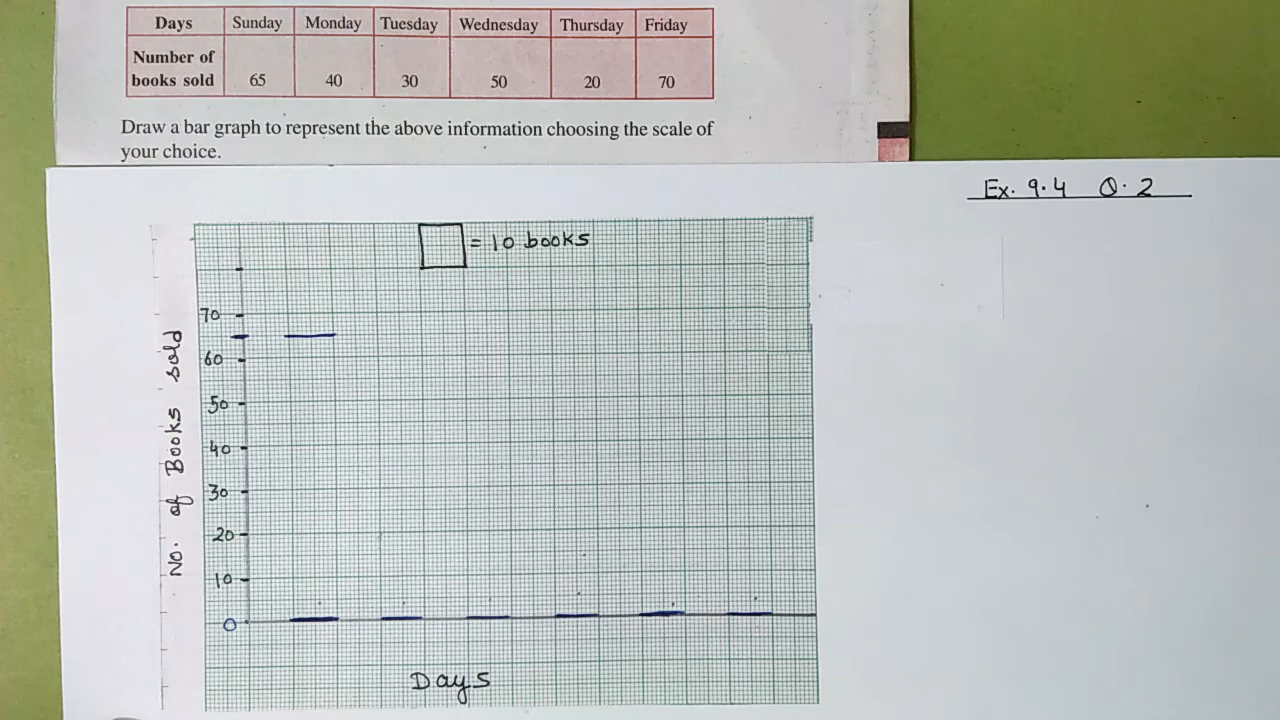 Days Sunday Monday Tuesday Wednesday Thursday Friday
Number of
books sold 65 40 30 50 20 70
Draw a bar graph to represent the above information choosing the scale of
your choice.
Ex. 9.4 Q. 2
= 10 books
70
60
50
40
30
20
10
0
No. of Books sold
Days